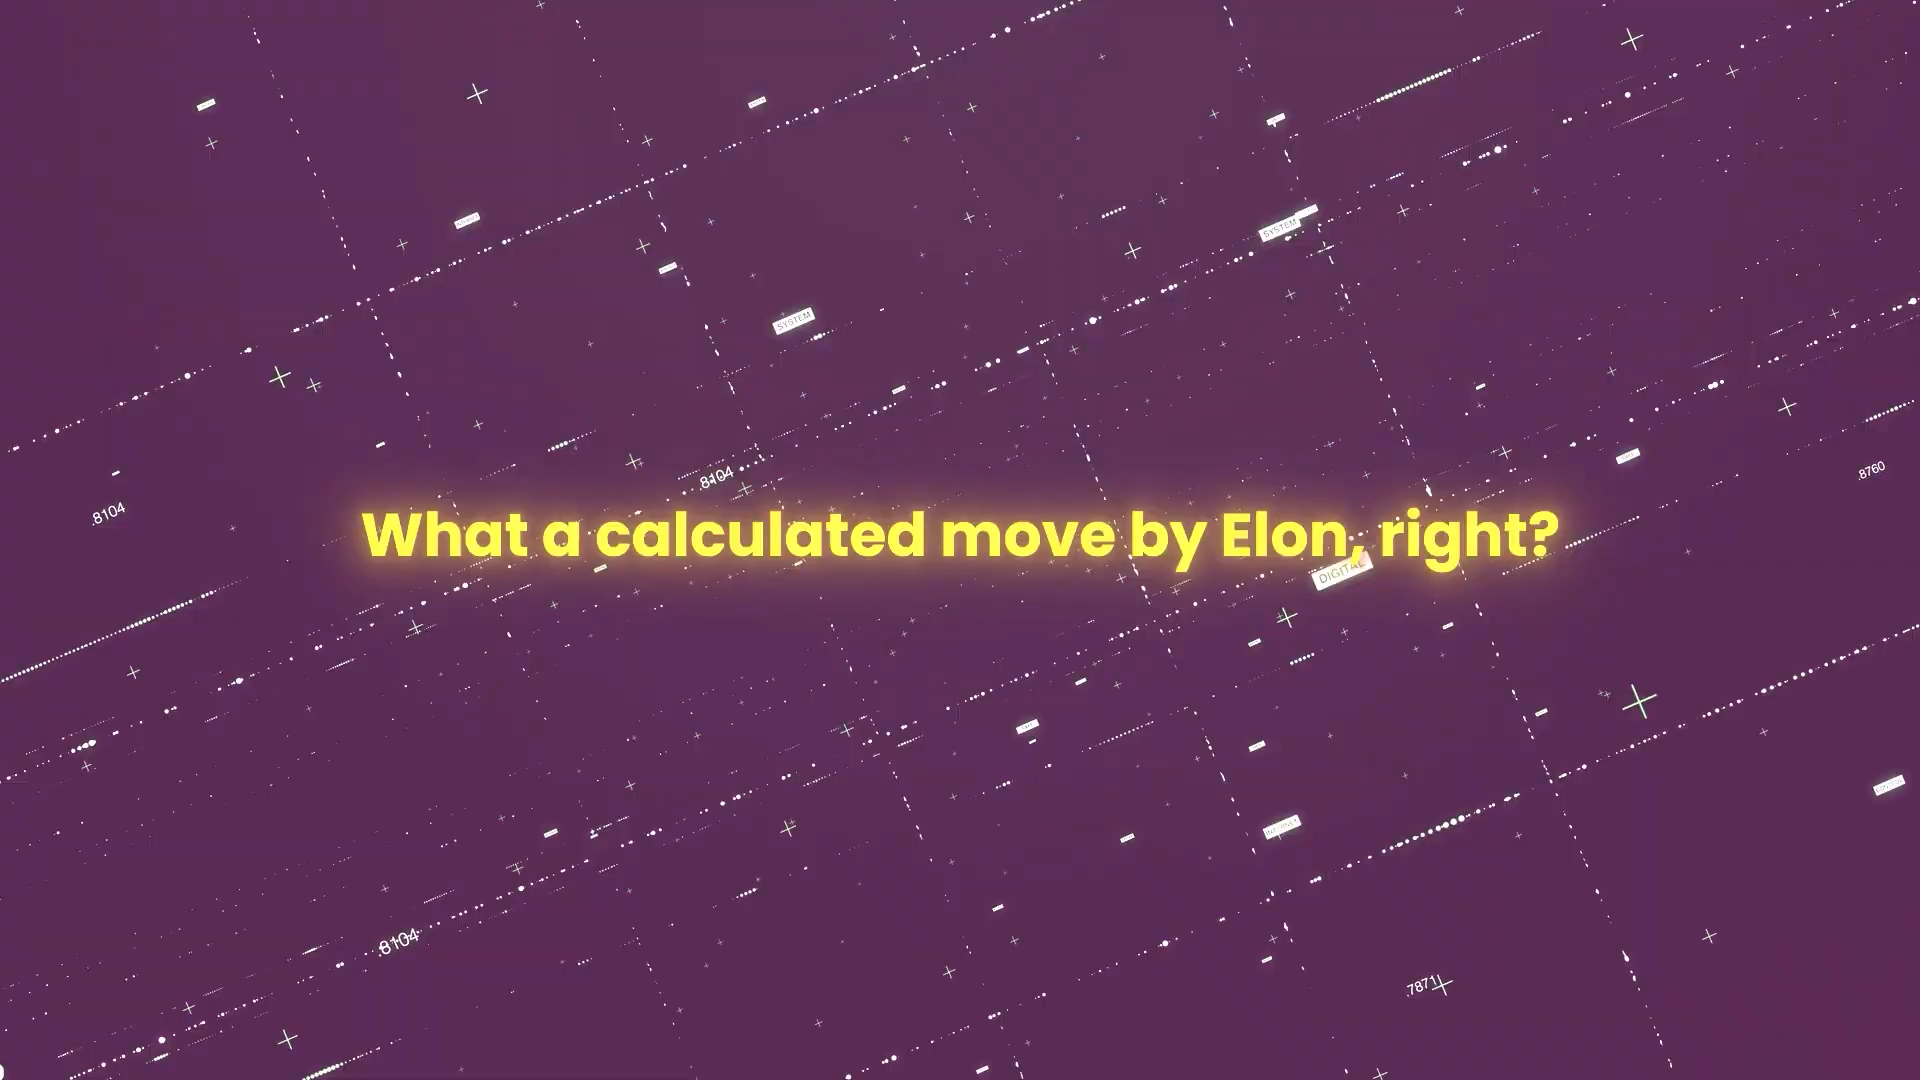 SYSTEM
SYSTEM
.8104
.8760
.8104
What a calculated move by Elon, right?
DIGITAL
.8104
.7871